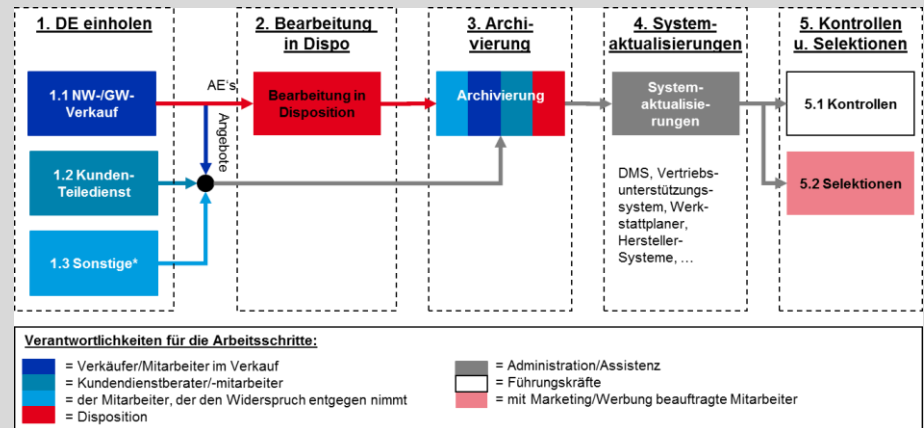 1. DE einholen
2. Bearbeitung
in Dispo
3. Archi-
vierung
4. System-
aktualisierungen
5. Kontrollen
u. Selektionen
1.1 NW-/GW-
Verkauf
AE's
Angebote
Bearbeitung in
Disposition
Archivierung
System-
aktualisie-
rungen
5.1 Kontrollen
1.2 Kunden-
Teiledienst
5.2 Selektionen
1.3 Sonstige*
DMS, Vertriebs-
unterstützungs-
system, Werk-
stattplaner,
Hersteller-
Systeme, ...
Verantwortlichkeiten für die Arbeitsschritte:
= Verkäufer/Mitarbeiter im Verkauf
= Kundendienstberater/-mitarbeiter
= der Mitarbeiter, der den Widerspruch entgegen nimmt
= Disposition
= Administration/Assistenz
= Führungskräfte
= mit Marketing/Werbung beauftragte Mitarbeiter